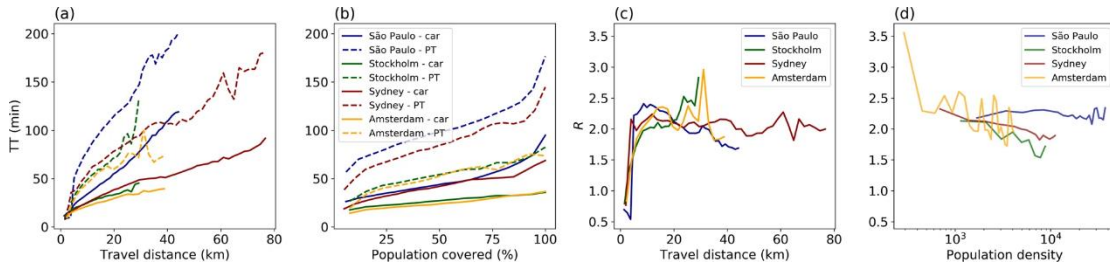 (a)
TT (min)
200
150
100
50
0
0
20
40
60
80
Travel distance (km)
(b)
200
150
100
50
0
São Paulo - car
São Paulo - PT
Stockholm - car
Stockholm - PT
Sydney - car
Sydney - PT
Amsterdam - car
Amsterdam - PT
0
25
50
75
100
Population covered (%)
(c)
R
3.5
3.0
2.5
2.0
1.5
1.0
0.5
São Paulo
Stockholm
Sydney
Amsterdam
0
20
40
60
80
Travel distance (km)
(d)
3.5
3.0
2.5
2.0
1.5
1.0
0.5
São Paulo
Stockholm
Sydney
Amsterdam
10³
10⁴
Population density